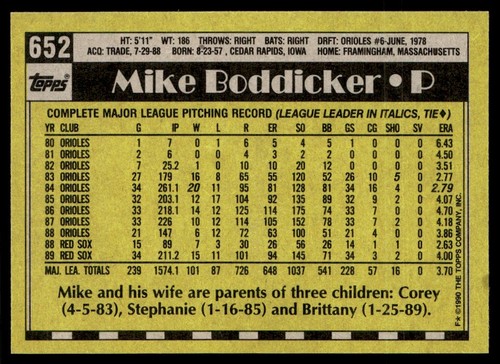 652
HT: 5'11" WT: 186 THROWS: RIGHT BATS: RIGHT DRFT: ORIOLES #6-JUNE, 1978
ACQ: TRADE, 7-29-88 BORN: 8-23-57, CEDAR RAPIDS, IOWA HOME: FRAMINGHAM, MASSACHUSETTS
Topps
Mike Boddicker • P
COMPLETE MAJOR LEAGUE PITCHING RECORD (LEAGUE LEADER IN ITALICS, TIE♦)
YR CLUB G IP W L R ER SO BB GS CG SHO SV ERA
80 ORIOLES 1 7 0 1 6 5 4 5 1 0 0 0 6.43
81 ORIOLES 2 6 0 0 4 3 2 2 0 0 0 0 4.50
82 ORIOLES 7 25.2 1 0 10 10 20 12 0 0 0 0 3.51
83 ORIOLES 27 179 16 8 65 55 120 52 26 10 5 0 2.77
84 ORIOLES 34 261.1 20 11 95 81 128 81 34 16 4 0 2.79
85 ORIOLES 32 203.1 12 17 104 92 135 89 32 9 2 0 4.07
86 ORIOLES 33 218.1 14 12 125 114 175 74 33 7 0 0 4.70
87 ORIOLES 33 226 10 12 114 105 152 78 33 7 2 0 4.18
88 ORIOLES 21 147 6 12 72 63 100 51 21 4 0 0 3.86
88 RED SOX 15 89 7 3 30 26 56 26 14 1 1 0 2.63
89 RED SOX 34 211.2 15 11 101 94 145 71 34 3 2 0 4.00
MAJ. LEA. TOTALS 239 1574.1 101 87 726 648 1037 541 228 57 16 0 3.70
Mike and his wife are parents of three children: Corey
(4-5-83), Stephanie (1-16-85) and Brittany (1-25-89).
F★ ©1990 THE TOPPS COMPANY, INC.